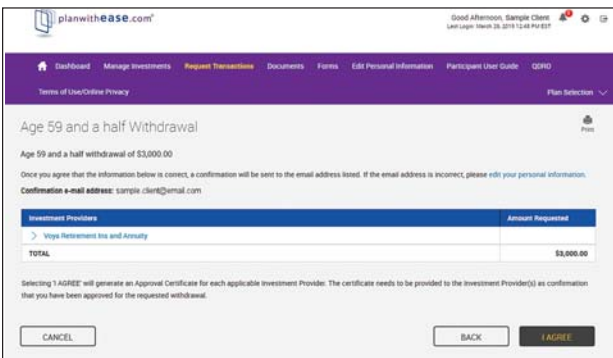 planwithease.com®
Good Afternoon, Sample Client
Last Login: March 28, 2019 12:48 PM EST
Dashboard Manage Investments Request Transactions Documents Forms Edit Personal Information Participant User Guide QDRO
Terms of Use/Online Privacy Plan Selection
Age 59 and a half Withdrawal
Print
Age 59 and a half withdrawal of $3,000.00
Once you agree that the information below is correct, a confirmation will be sent to the email address listed. If the email address is incorrect, please edit your personal information.
Confirmation e-mail address: sample.client@email.com
Investment Providers Amount Requested
Voya Retirement Ins and Annuity
TOTAL $3,000.00
Selecting 'I AGREE' will generate an Approval Certificate for each applicable Investment Provider. The certificate needs to be provided to the Investment Provider(s) as confirmation
that you have been approved for the requested withdrawal.
CANCEL BACK I AGREE